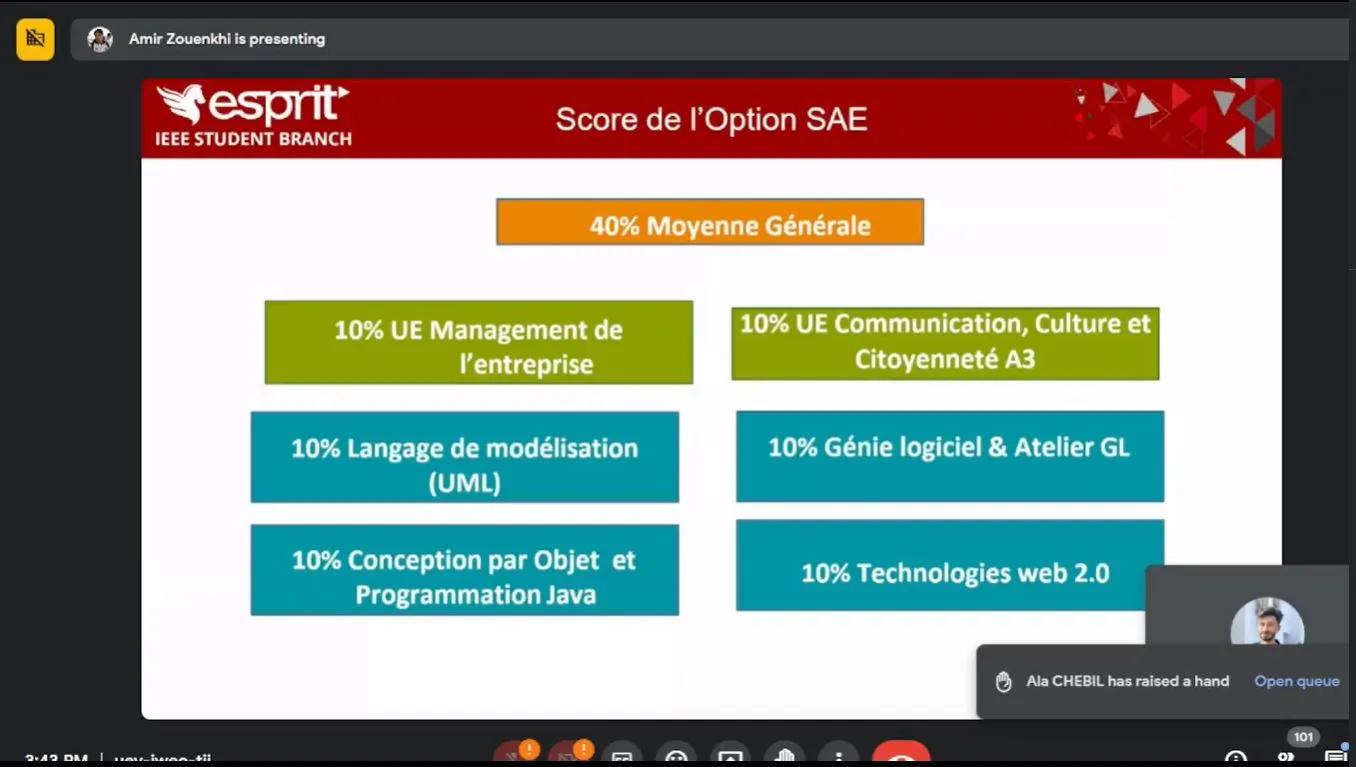 Amir Zouenkhi is presenting
esprit
IEEE STUDENT BRANCH
Score de l'Option SAE
40% Moyenne Générale
10% UE Management de
l'entreprise
10% UE Communication, Culture et
Citoyenneté A3
10% Langage de modélisation
(UML)
10% Génie logiciel & Atelier GL
10% Conception par Objet et
Programmation Java
10% Technologies web 2.0
Ala CHEBIL has raised a hand
Open queue
101
3:43 PM